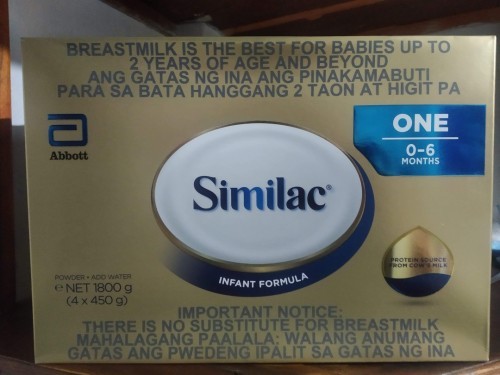 BREASTMILK IS THE BEST FOR BABIES UP TO
2 YEARS OF AGE AND BEYOND
ANG GATAS NG INA ANG PINAKAMABUTI
PARA SA BATA HANGGANG 2 TAON AT HIGIT PA
Abbott
ONE
0-6
MONTHS
Similac®
INFANT FORMULA
PROTEIN SOURCE
FROM COW'S MILK
POWDER • ADD WATER
℮ NET 1800 g
(4 x 450 g)
IMPORTANT NOTICE:
THERE IS NO SUBSTITUTE FOR BREASTMILK
MAHALAGANG PAALALA: WALANG ANUMANG
GATAS ANG PWEDENG IPALIT SA GATAS NG INA